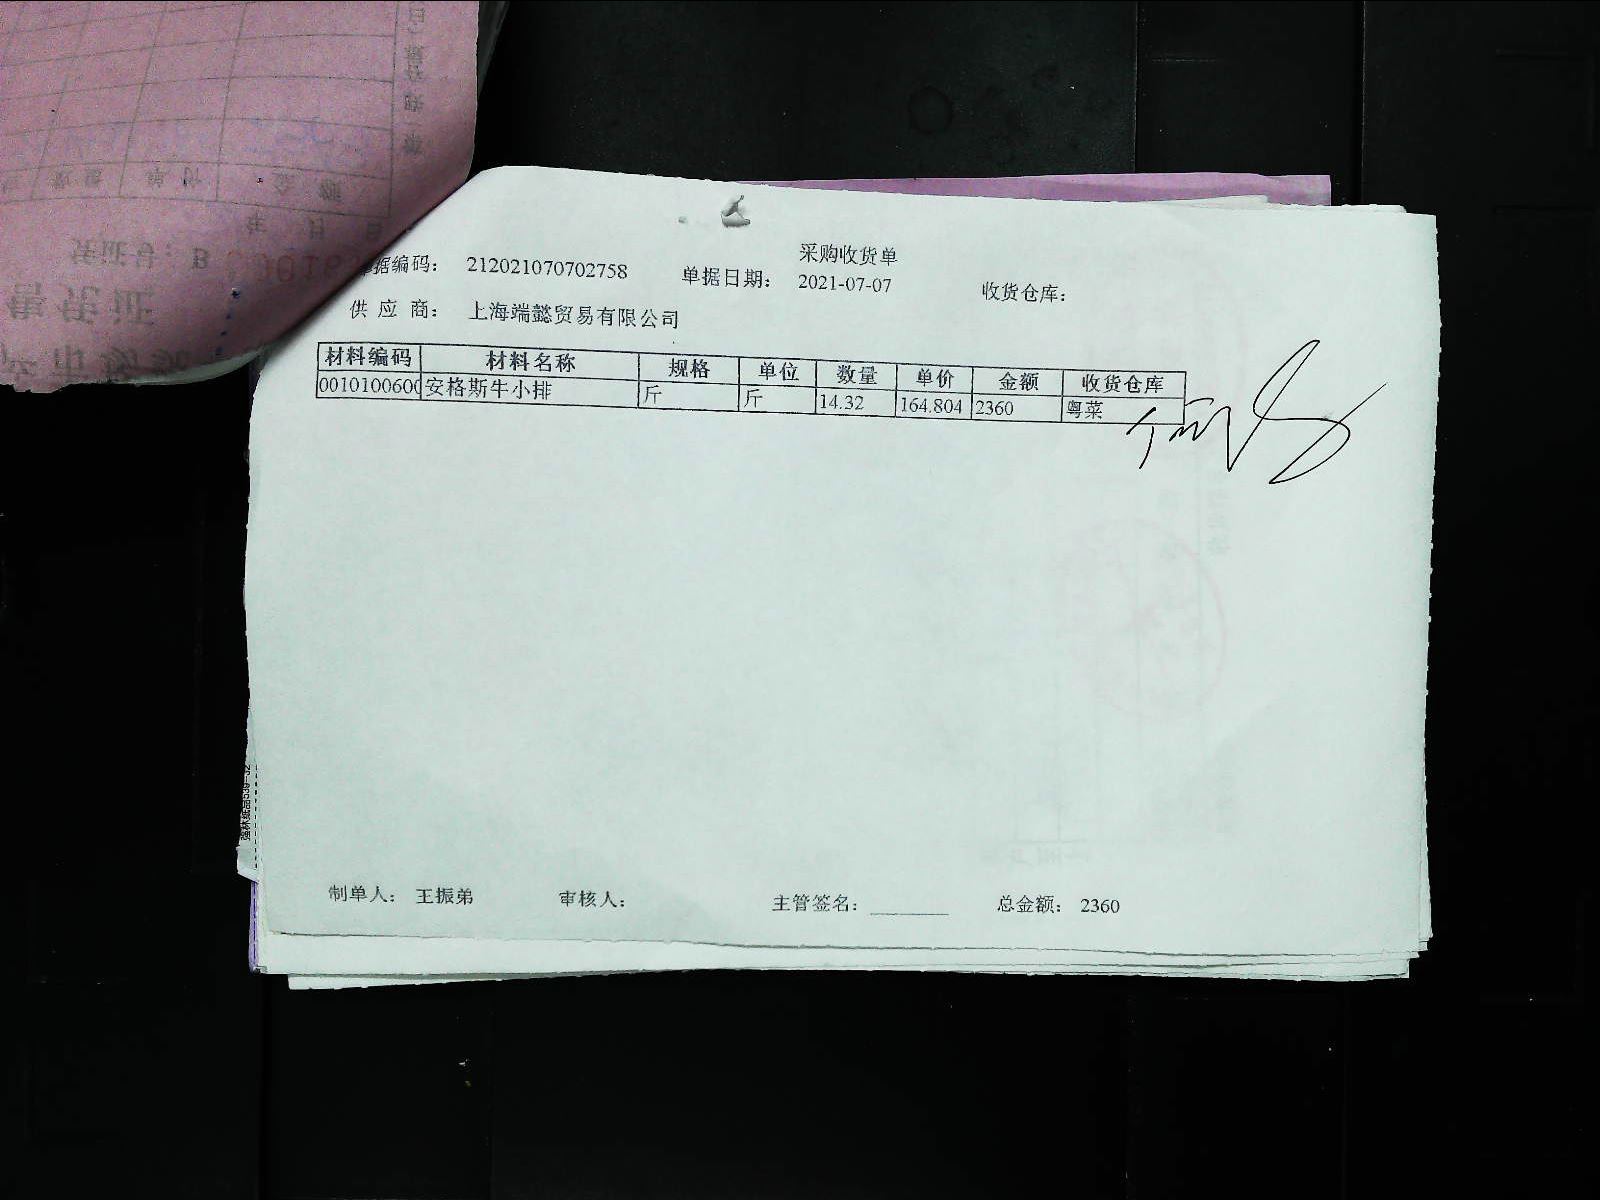 采购收货单
据编码： 212021070702758 单据日期： 2021-07-07 收货仓库：
供应商： 上海端懿贸易有限公司
材料编码 材料名称 规格 单位 数量 单价 金额 收货仓库
0010100600 安格斯牛小排 斤 斤 14.32 164.804 2360 粤菜
制单人： 王振弟 审核人： 主管签名： 总金额： 2360